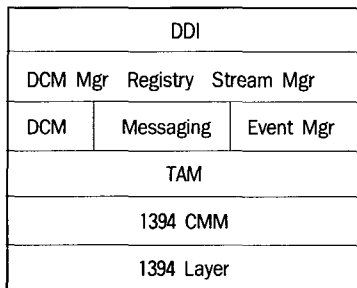 DDI
DCM Mgr Registry Stream Mgr
DCM Messaging Event Mgr
TAM
1394 CMM
1394 Layer